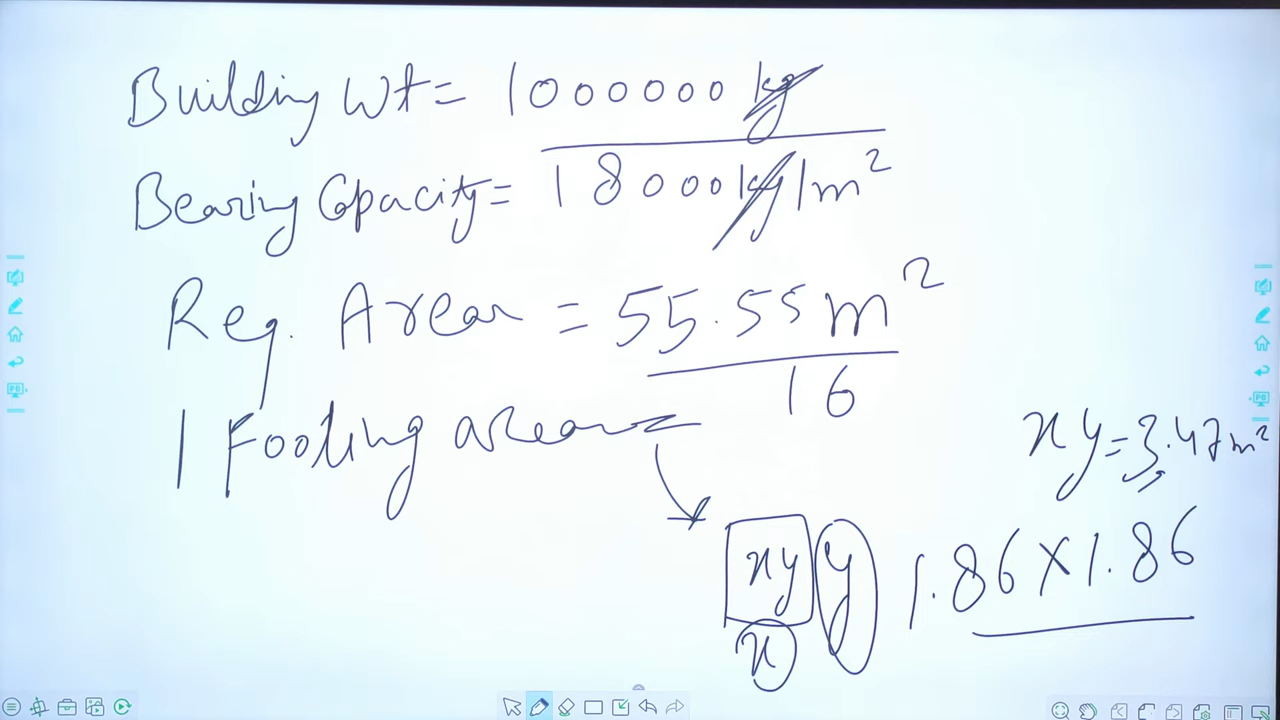 Building Wt = 1000000 kg
Bearing Capacity = 18000 kg/m²
Req. Area = 55.55 m²
16
1 Footing area =
xy = 3.47 m²
xy y 1.86 × 1.86
x